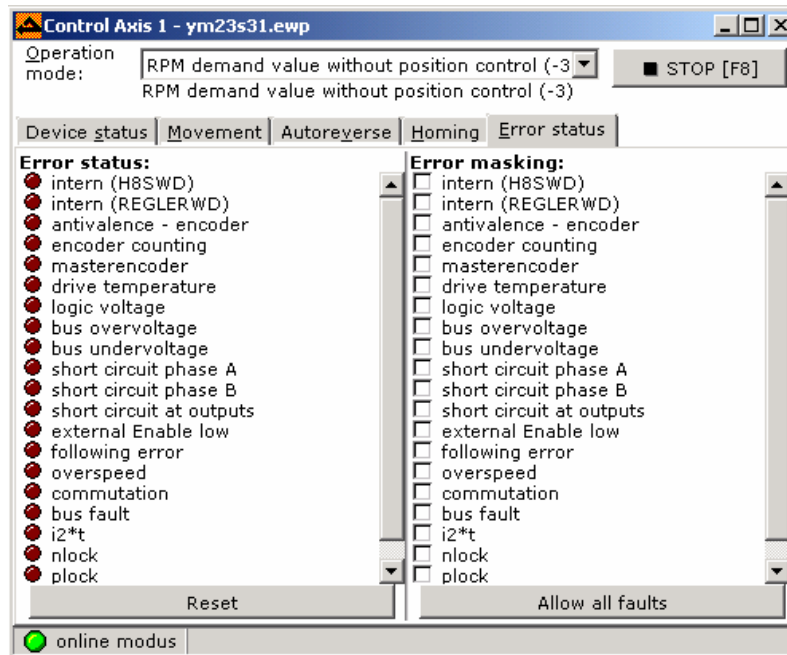 Control Axis 1 - ym23s31.ewp
Operation mode:
RPM demand value without position control (-3
STOP [F8]
RPM demand value without position control (-3)
Device status
Movement
Autoreverse
Homing
Error status
Error status:
intern (H8SWD)
intern (REGLERWD)
antivalence - encoder
encoder counting
masterencoder
drive temperature
logic voltage
bus overvoltage
bus undervoltage
short circuit phase A
short circuit phase B
short circuit at outputs
external Enable low
following error
overspeed
commutation
bus fault
i2*t
nlock
plock
Reset
Error masking:
intern (H8SWD)
intern (REGLERWD)
antivalence - encoder
encoder counting
masterencoder
drive temperature
logic voltage
bus overvoltage
bus undervoltage
short circuit phase A
short circuit phase B
short circuit at outputs
external Enable low
following error
overspeed
commutation
bus fault
i2*t
nlock
plock
Allow all faults
online modus